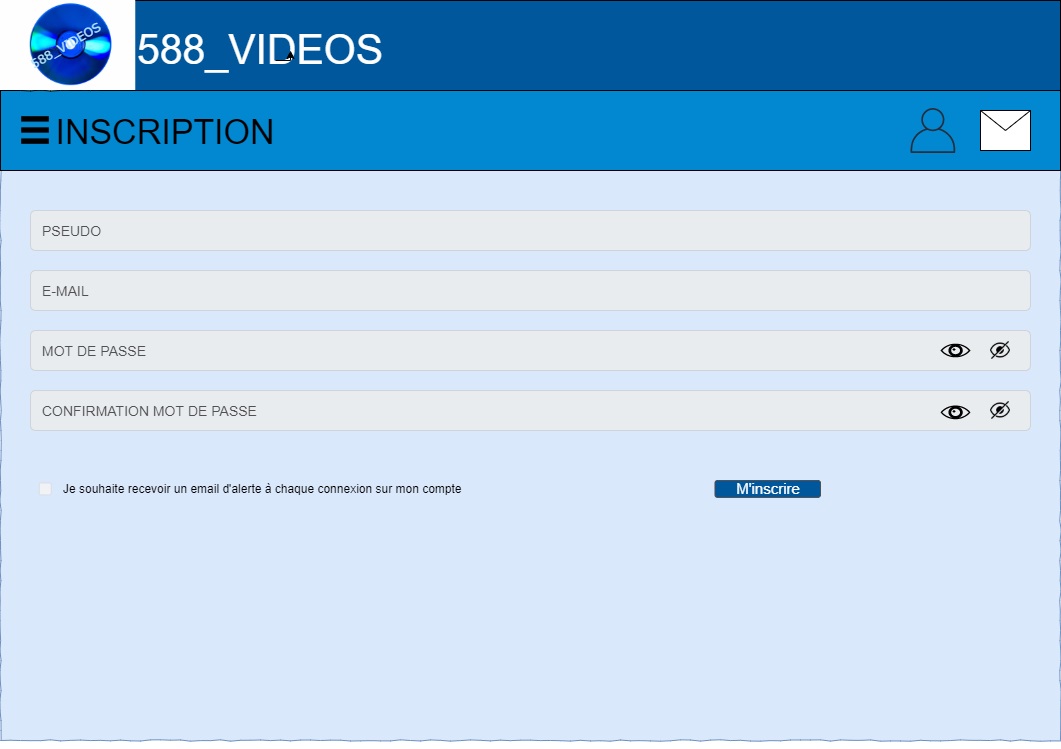 588_VIDEOS
588_VIDEOS
INSCRIPTION
PSEUDO
E-MAIL
MOT DE PASSE
CONFIRMATION MOT DE PASSE
Je souhaite recevoir un email d'alerte à chaque connexion sur mon compte
M'inscrire